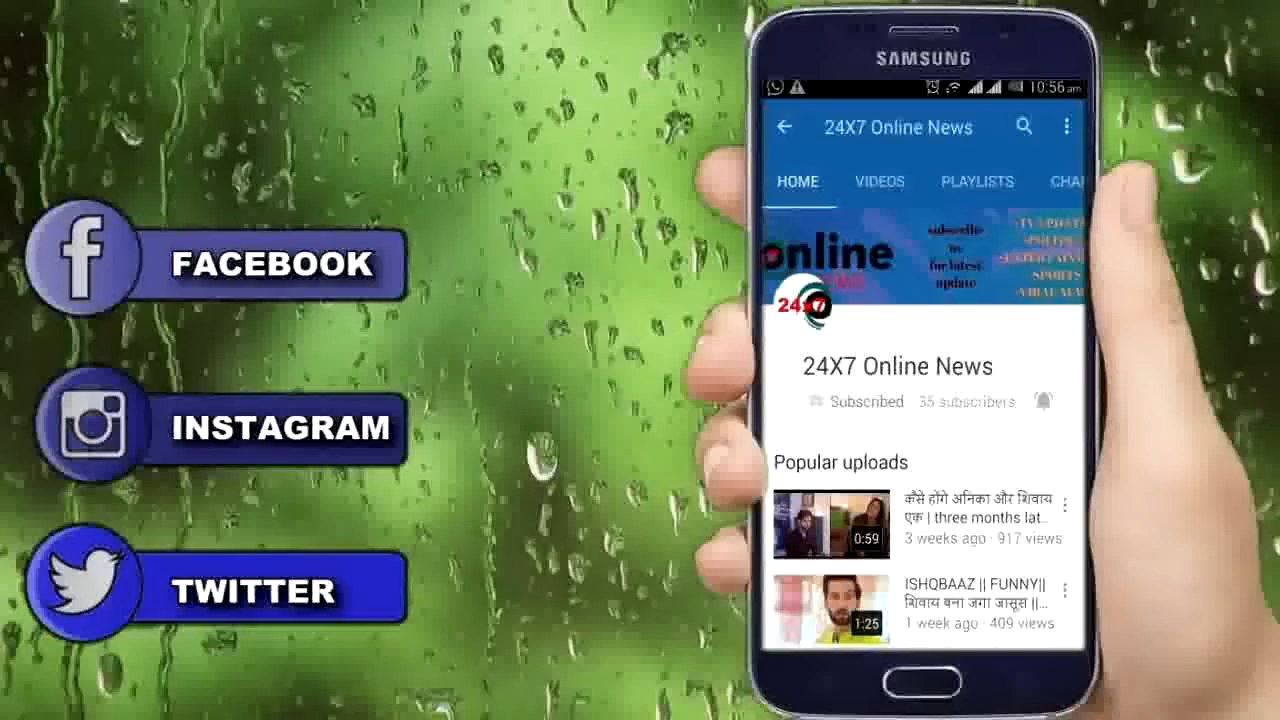 FACEBOOK
INSTAGRAM
TWITTER
SAMSUNG
10:56 am
24X7 Online News
HOME VIDEOS PLAYLISTS CHA
online
subscribe
us
for latest
update
SPORTS
24x7
24X7 Online News
Subscribed 35 subscribers
Popular uploads
कैसे होंगे अनिका और शिवाय
एक | three months lat..
0:59
3 weeks ago · 917 views
ISHQBAAZ || FUNNY||
शिवाय बना जगा जासूस ||...
1:25
1 week ago · 409 views